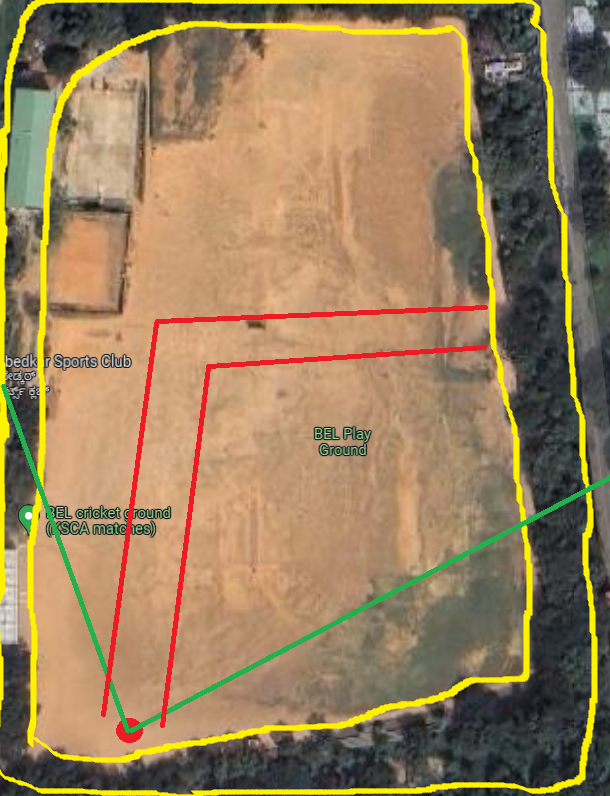 bedkar Sports Club
BEL Play
Ground
BEL cricket ground
(KSCA matches)